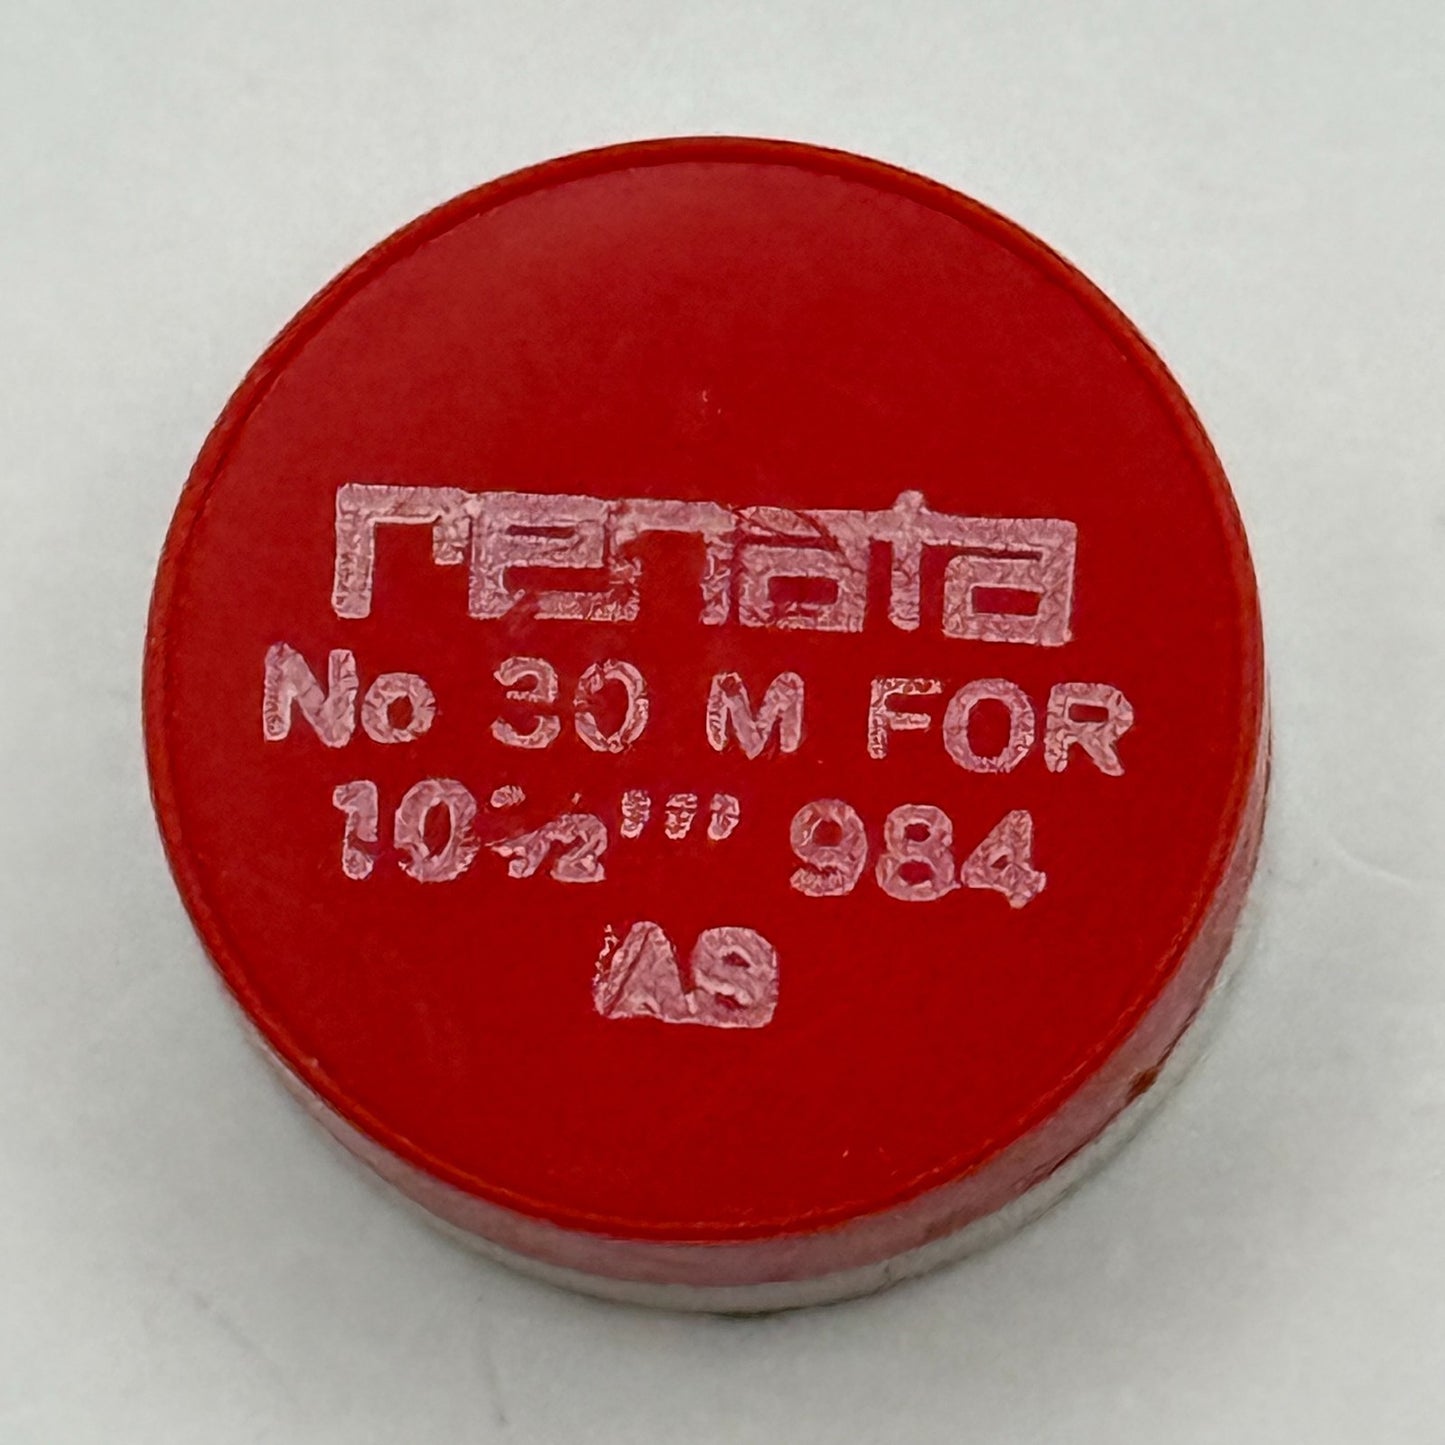 renata
No 30 M FOR
10½''' 984
AS